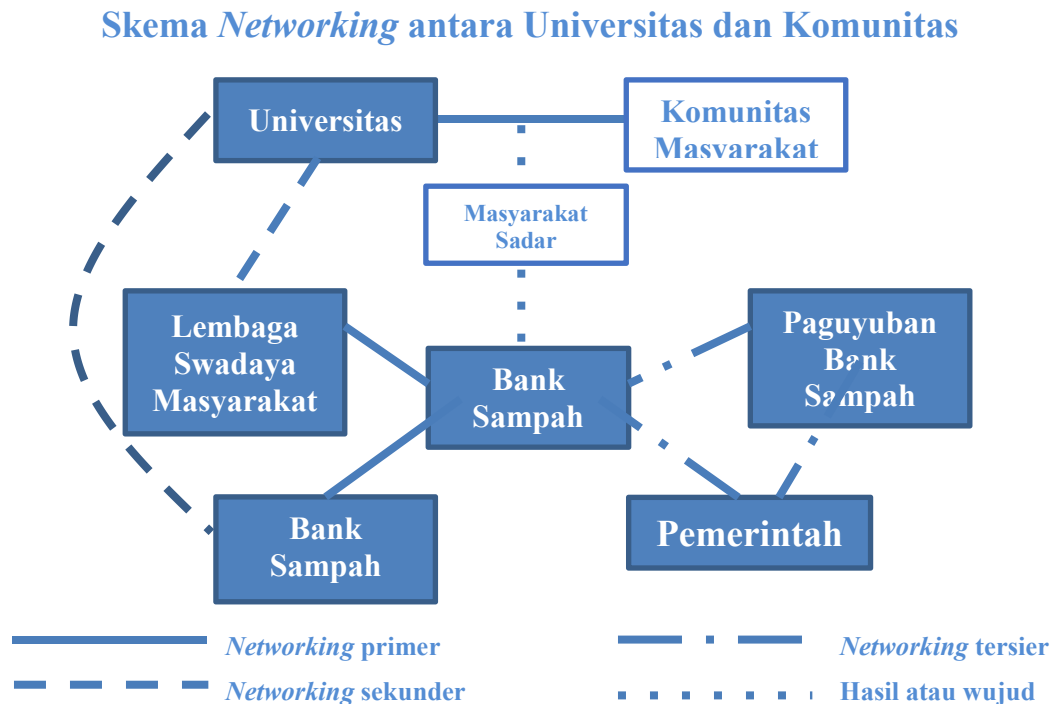 Skema Networking antara Universitas dan Komunitas
Universitas
Komunitas
Masyarakat
Masyarakat
Sadar
Lembaga
Swadaya
Masyarakat
Bank
Sampah
Paguyuban
Bank
Sampah
Bank
Sampah
Pemerintah
Networking primer
Networking tersier
Networking sekunder
Hasil atau wujud